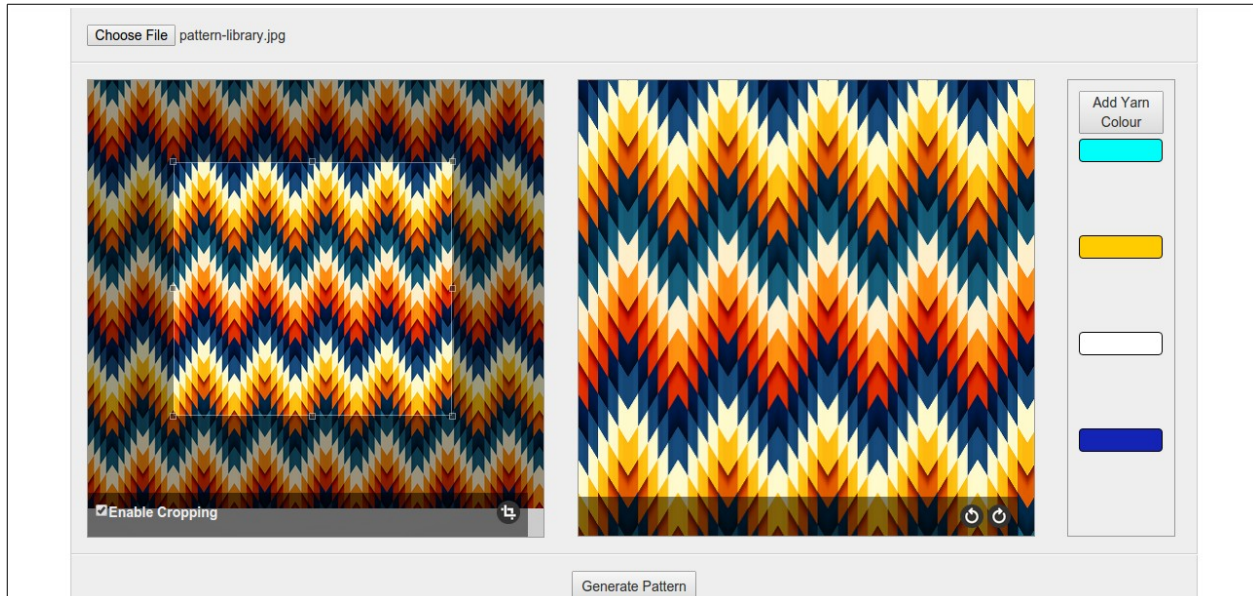 Choose File pattern-library.jpg
Add Yarn
Colour
Enable Cropping
Generate Pattern